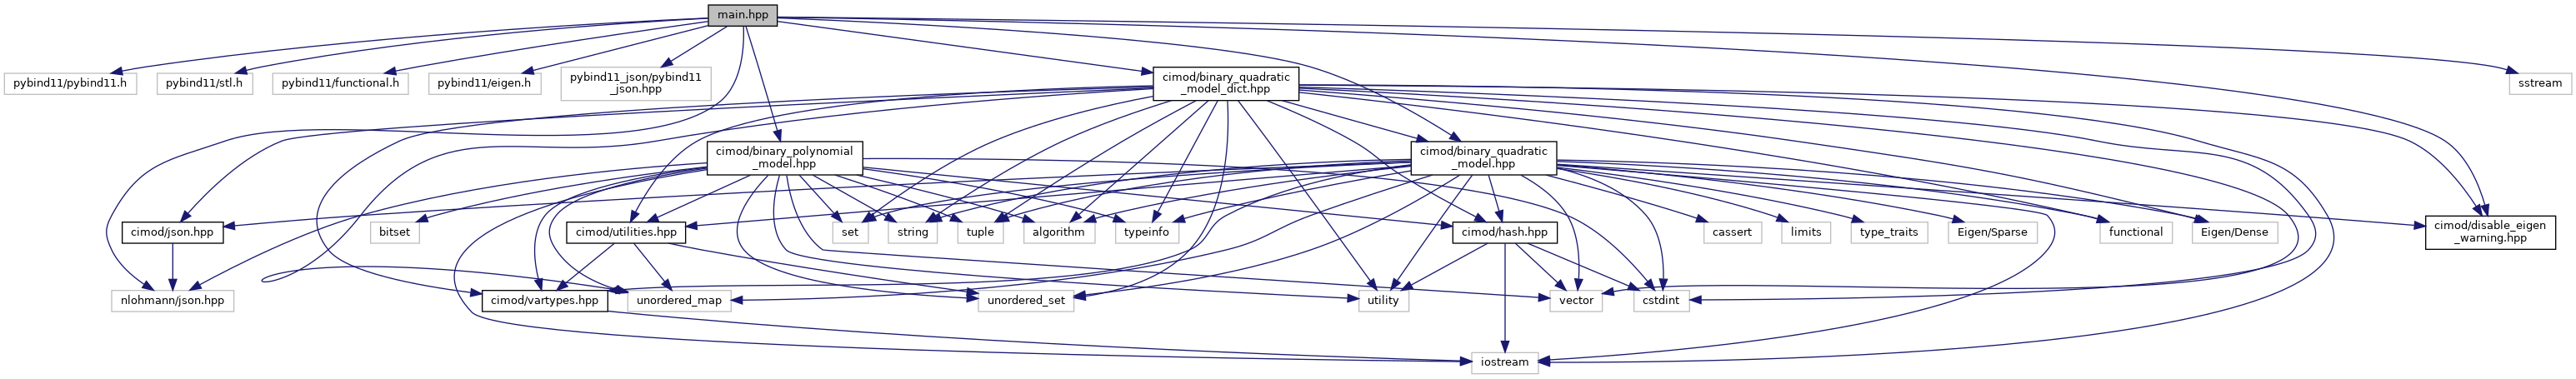 main.hpp
pybind11/pybind11.h
pybind11/stl.h
pybind11/functional.h
pybind11/eigen.h
pybind11_json/pybind11
_json.hpp
cimod/binary_quadratic
_model_dict.hpp
sstream
cimod/binary_polynomial
_model.hpp
cimod/binary_quadratic
_model.hpp
cimod/json.hpp
bitset
cimod/utilities.hpp
set
string
tuple
algorithm
typeinfo
cimod/hash.hpp
cassert
limits
type_traits
Eigen/Sparse
functional
Eigen/Dense
cimod/disable_eigen
_warning.hpp
nlohmann/json.hpp
cimod/vartypes.hpp
unordered_map
unordered_set
utility
vector
cstdint
iostream